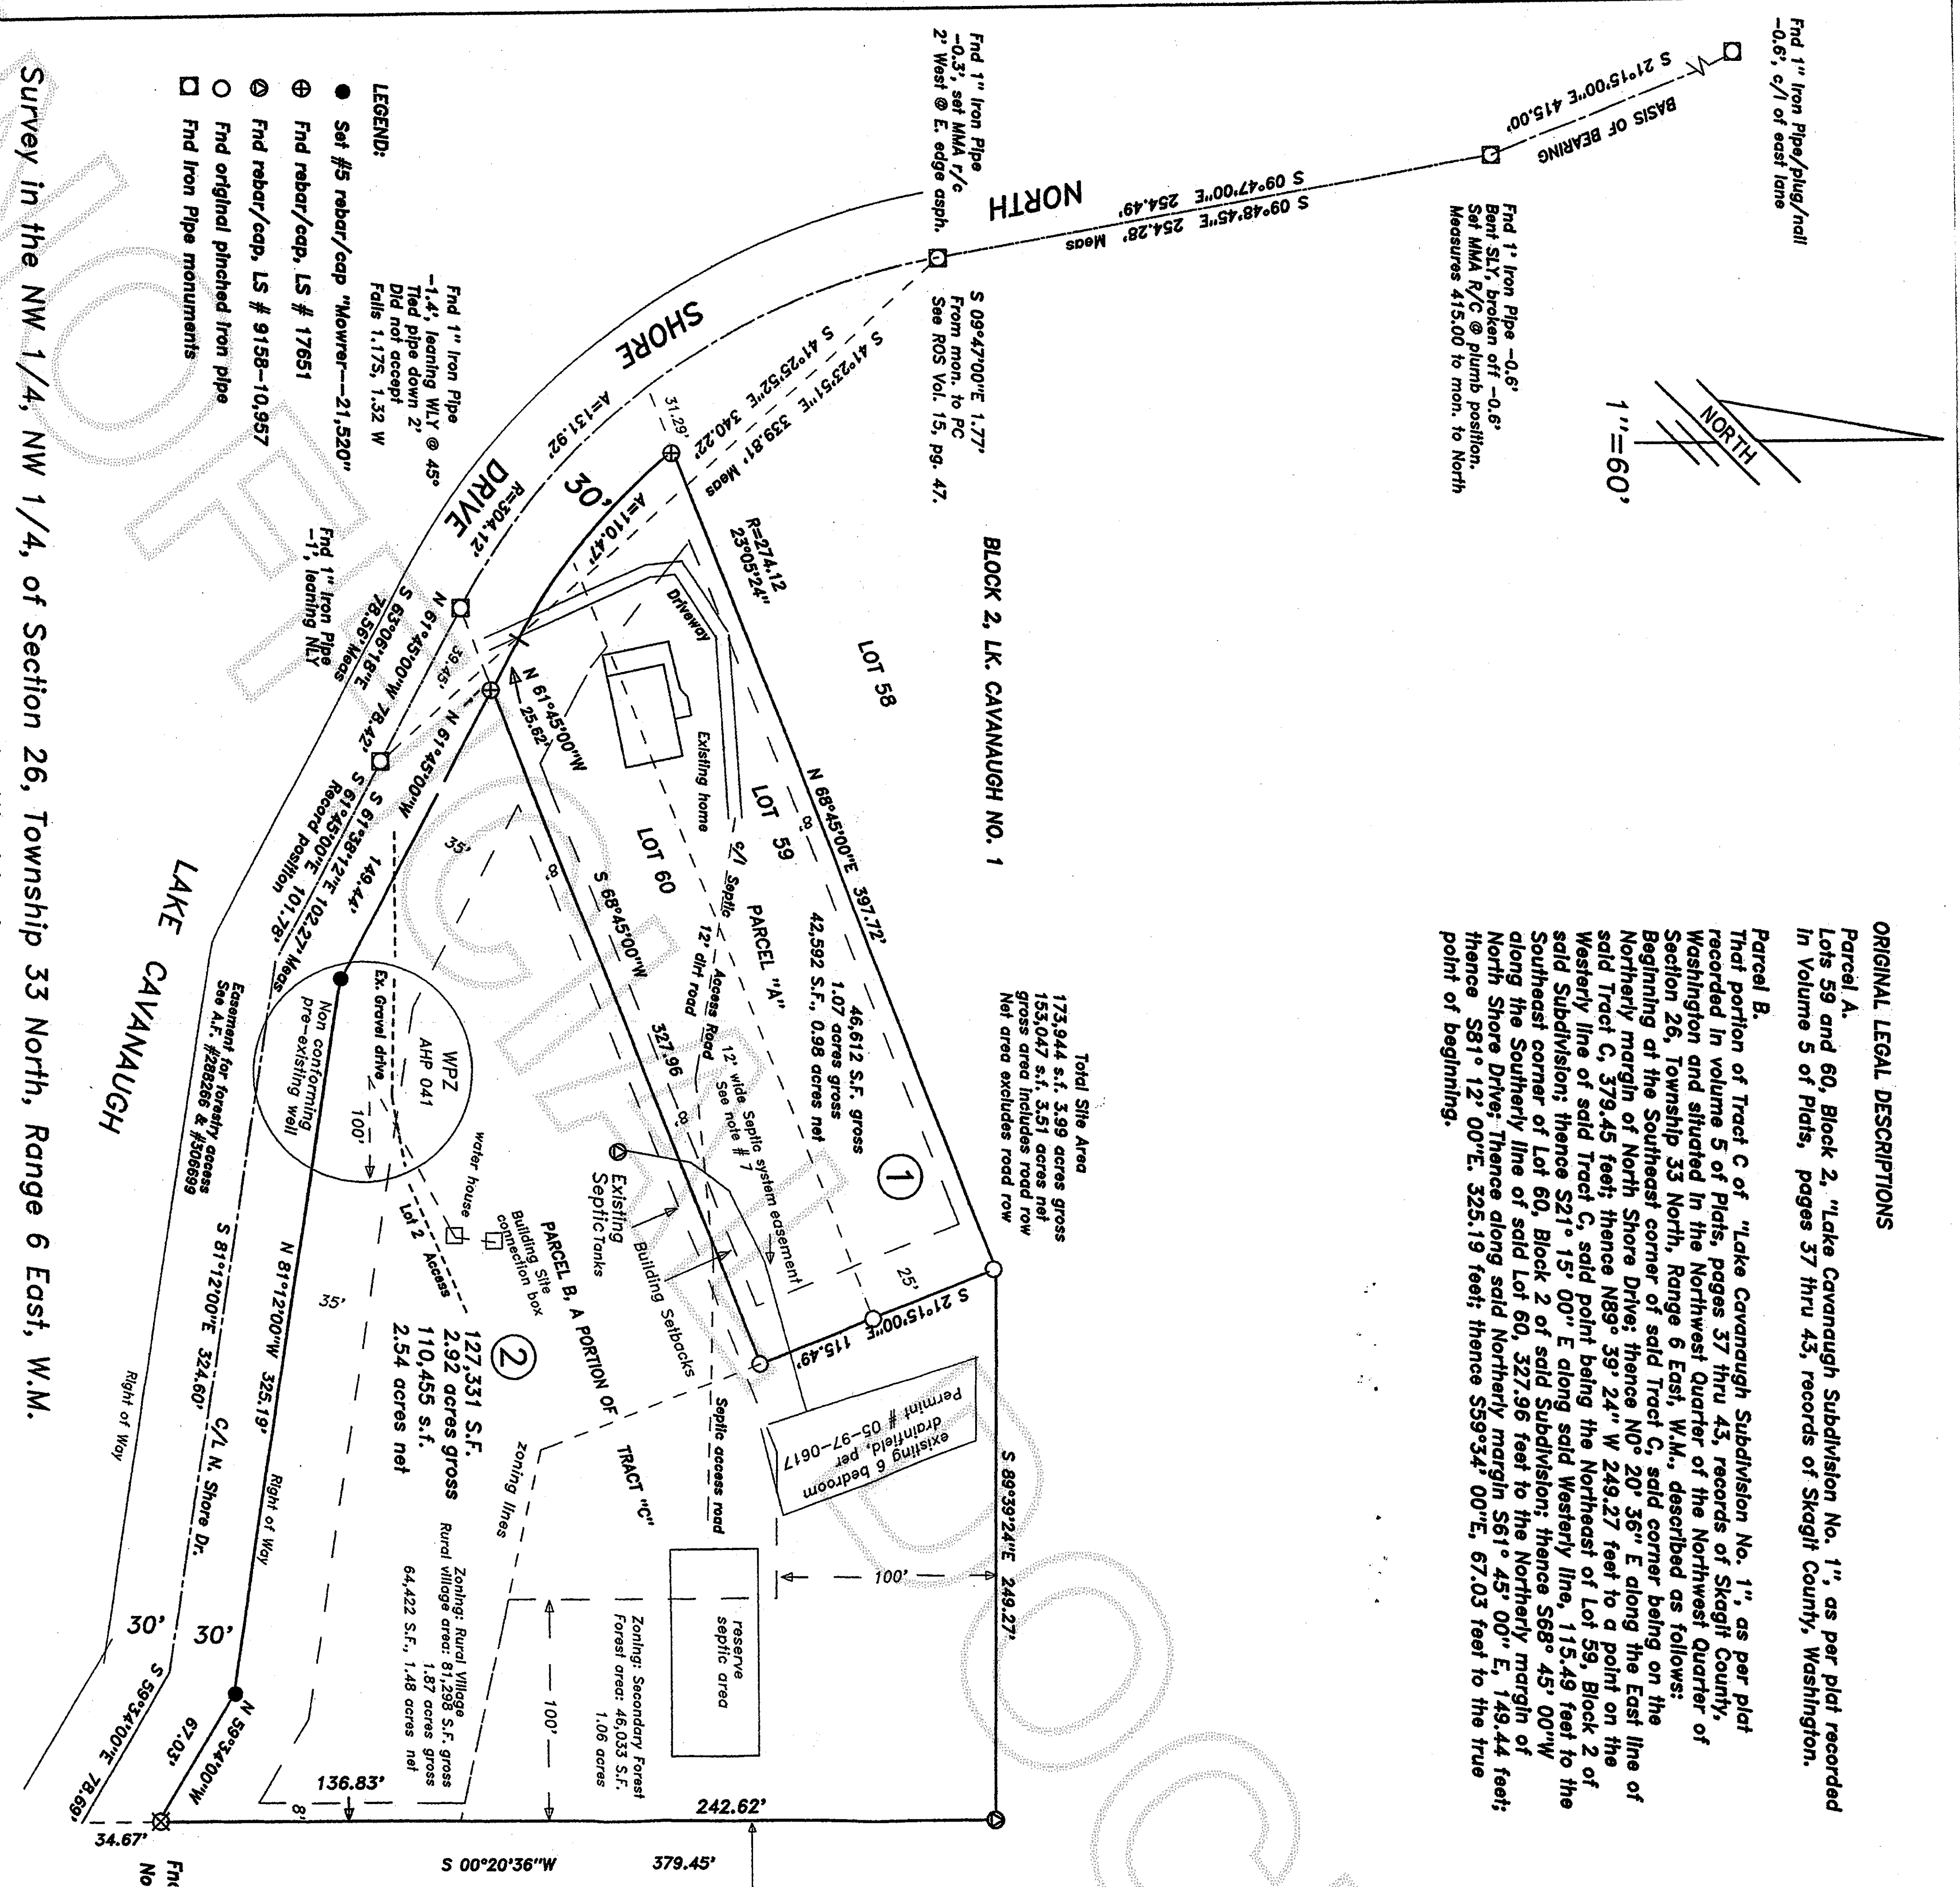 ORIGINAL LEGAL DESCRIPTIONS
Parcel A.
Lots 59 and 60, Block 2, "Lake Cavanaugh Subdivision No. 1", as per plat recorded
in Volume 5 of Plats, pages 37 thru 43, records of Skagit County, Washington.
Parcel B.
That portion of Tract C of "Lake Cavanaugh Subdivision No. 1", as per plat
recorded in volume 5 of Plats, pages 37 thru 43, records of Skagit County,
Washington and situated in the Northwest Quarter of the Northwest Quarter of
Section 26, Township 33 North, Range 6 East, W.M., described as follows:
Beginning at the Southeast corner of said Tract C, said corner being on the
Northerly margin of North Shore Drive; thence N0° 20' 36" E along the East line of
said Tract C, 379.45 feet; thence N89° 39' 24" W 249.27 feet to a point on the
Westerly line of said Tract C, said point being the Northeast of Lot 59, Block 2 of
said Subdivision; thence S21° 15' 00" E along said Westerly line, 115.49 feet to the
Southeast corner of Lot 60, Block 2 of said Subdivision; thence S68° 45' 00"W
along the Southerly line of said Lot 60, 327.96 feet to the Northerly margin of
North Shore Drive; Thence along said Northerly margin S61° 45' 00" E, 149.44 feet;
thence S81° 12' 00"E. 325.19 feet; thence S59°34' 00"E, 67.03 feet to the true
point of beginning.
Fnd 1" Iron Pipe/plug/nail
-0.6', c/l of east lane
S 21°15'00"E 415.00'
BASIS OF BEARING
Fnd 1" Iron Pipe -0.6'
Bent SLY, broken off -0.6'
Set MMA R/C @ plumb position.
Measures 415.00 to mon. to North
NORTH
1"=60'
S 09°47'00"E 254.49'
S 09°48'45"E 254.28' Meas
Fnd 1" Iron Pipe
-0.3', set MMA r/c
2' West @ E. edge asph.
S 09°47'00"E 1.77'
From mon. to PC
See ROS Vol. 15, pg. 47.
NORTH
SHORE
DRIVE
BLOCK 2, LK. CAVANAUGH NO. 1
S 41°23'51"E 339.81' Meas
S 41°25'52"E 340.22'
31.29'
A=131.92'
R=304.12'
30'
A=110.47'
R=274.12
23°05'24"
LOT 58
N 68°45'00"E 397.72'
Driveway
Existing home
LOT 59
LOT 60
c/l Septic
Access Road
12' dirt road
PARCEL "A"
46,612 S.F. gross
1.07 acres gross
42,592 S.F., 0.98 acres net
1
Total Site Area
173,944 s.f. 3.99 acres gross
153,047 s.f. 3.51 acres net
gross area includes road row
Net area excludes road row
12' wide Septic system easement
See note # 7
8'
8'
8'
S 68°45'00"W
327.96
25'
S 21°15'00"E
115.49'
S 89°39'24"E 249.27'
existing 6 bedroom
drainfield, per
Permint # 05-97-0617
Existing
Septic Tanks
Building Setbacks
Septic access road
100'
reserve
septic area
Zoning: Secondary Forest
Forest area: 46,033 S.F.
1.06 acres
100'
PARCEL B, A PORTION OF
TRACT "C"
Building Site
connection box
water house
2
127,331 S.F.
2.92 acres gross
110,455 s.f.
2.54 acres net
zoning lines
Zoning: Rural Village
Rural village area: 81,298 S.F. gross
1.87 acres gross
64,422 S.F., 1.48 acres net
Lot 2 Access
WPZ
AHP 041
Ex. Gravel drive
100'
Non conforming
pre-existing well
N 61°45'00"W
25.62'
N 61°45'00"W
149.44'
35'
35'
39.45'
N 61°45'00"W 78.42'
S 63°06'18"E
78.56' Meas
S 61°38'12"E 102.27' Meas
S 61°45'00"E 101.78'
Record position
Fnd 1" Iron Pipe
-1', leaning NLY
Fnd 1" Iron Pipe
-1.4', leaning WLY @ 45°
Tied pipe down 2'
Did not accept
Falls 1.17S, 1.32 W
Easement for forestry access
See A.F. #288266 & #306699
N 81°12'00"W 325.19'
Right of Way
S 81°12'00"E 324.60'
C/L N. Shore Dr.
Right of Way
30'
30'
N 59°34'00"W
67.03'
S 59°34'00"E 78.69'
34.67'
136.83'
8'
242.62'
S 00°20'36"W
379.45'
Fnd
No
LAKE CAVANAUGH
LEGEND:
Set #5 rebar/cap "Mowrer--21,520"
Fnd rebar/cap, LS # 17651
Fnd rebar/cap, LS # 9158-10,957
Fnd original pinched iron pipe
Fnd Iron Pipe monuments
Survey in the NW 1/4, NW 1/4, of Section 26, Township 33 North, Range 6 East, W.M.